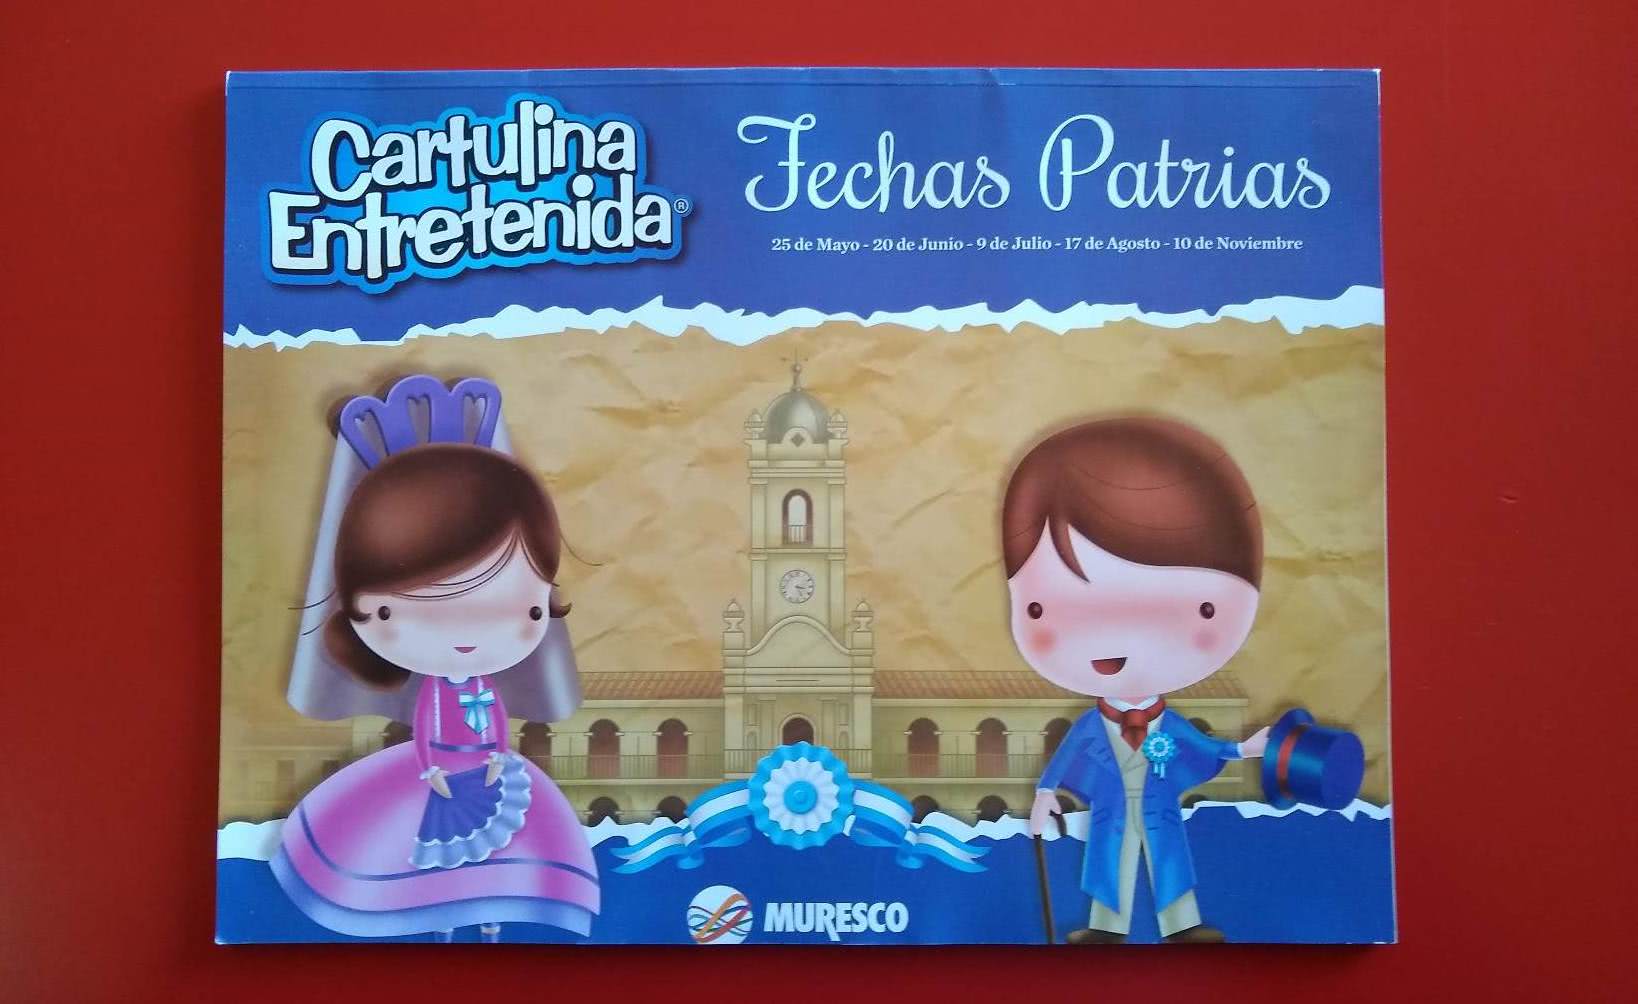 Cartulina
Entretenida®
Fechas Patrias
25 de Mayo - 20 de Junio - 9 de Julio - 17 de Agosto - 10 de Noviembre
MURESCO